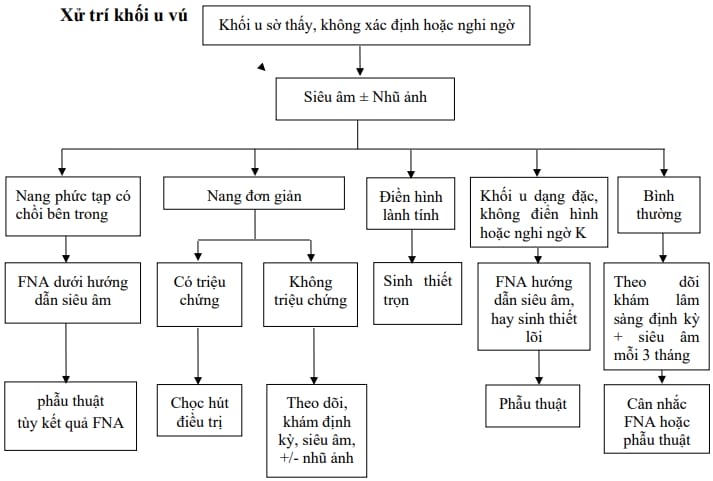 Xử trí khối u vú
Khối u sờ thấy, không xác định hoặc nghi ngờ
Siêu âm ± Nhũ ảnh
Nang phức tạp có
chồi bên trong
Nang đơn giản
Điển hình
lành tính
Khối u dạng đặc,
không điển hình
hoặc nghi ngờ K
Bình
thường
FNA dưới hướng
dẫn siêu âm
Có triệu
chứng
Không
triệu chứng
Sinh thiết
trọn
FNA hướng
dẫn siêu âm,
hay sinh thiết
lõi
Theo dõi
khám lâm
sàng định kỳ
+ siêu âm
mỗi 3 tháng
phẫu thuật
tùy kết quả FNA
Chọc hút
điều trị
Theo dõi,
khám định
kỳ, siêu âm,
+/- nhũ ảnh
Phẫu thuật
Cân nhắc
FNA hoặc
phẫu thuật